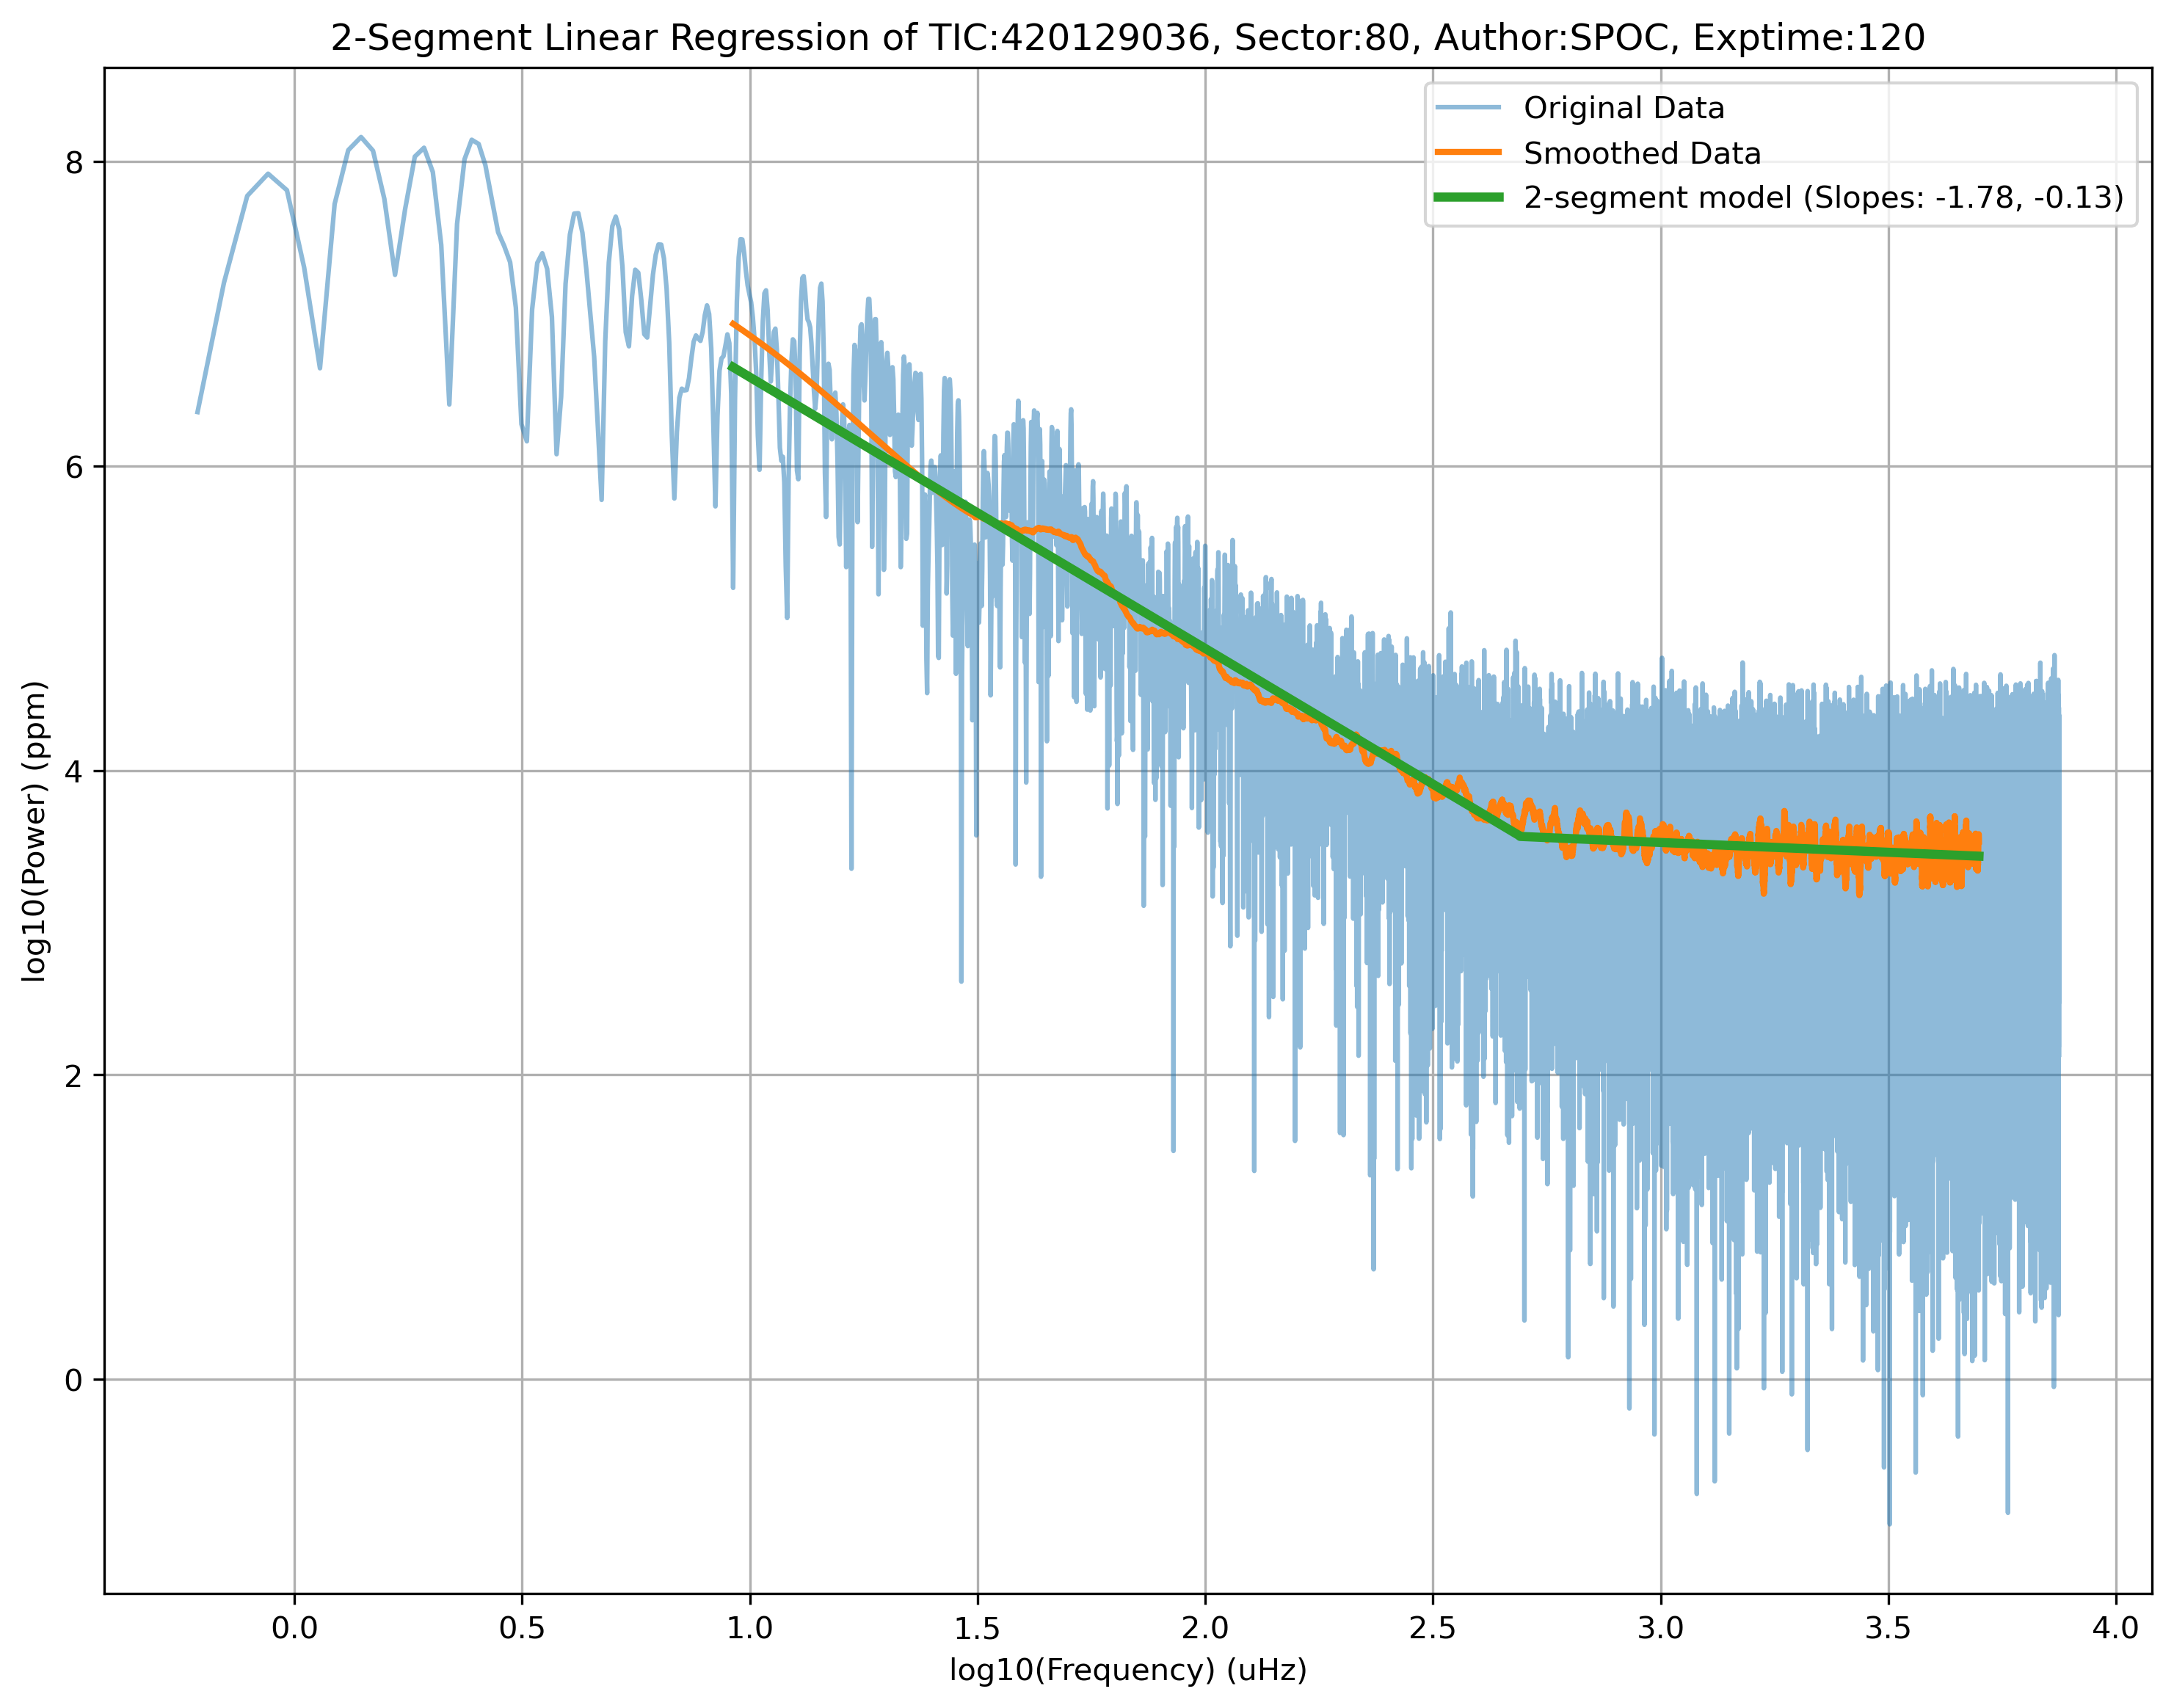 2-Segment Linear Regression of TIC:420129036, Sector:80, Author:SPOC, Exptime:120
Original Data
Smoothed Data
2-segment model (Slopes: -1.78, -0.13)
log10(Power) (ppm)
8
6
4
2
0
0.0 0.5 1.0 1.5 2.0 2.5 3.0 3.5 4.0
log10(Frequency) (uHz)